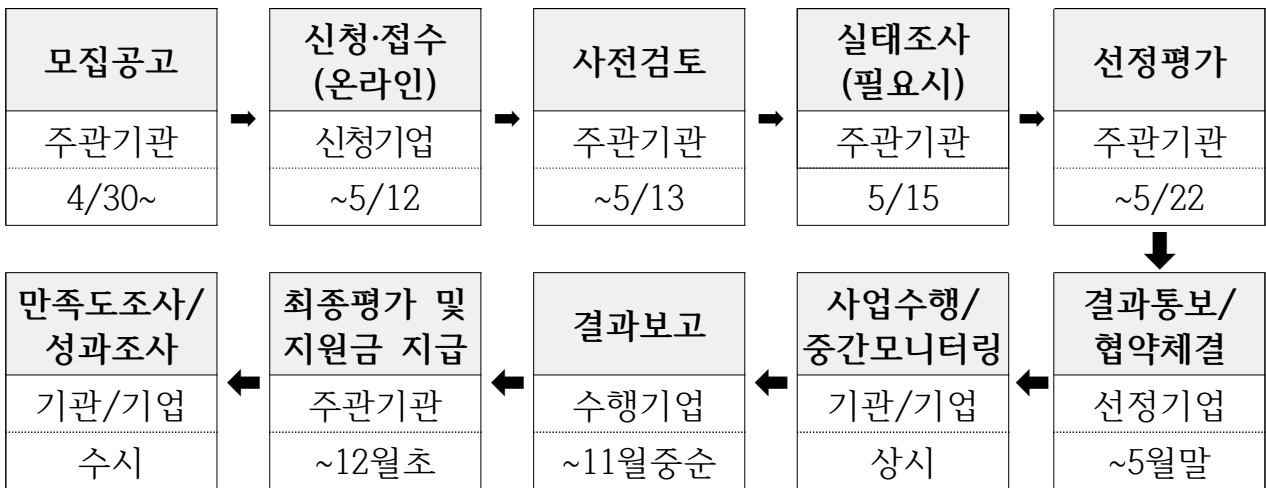 모집공고
주관기관
4/30~
신청·접수
(온라인)
신청기업
~5/12
사전검토
주관기관
~5/13
실태조사
(필요시)
주관기관
5/15
선정평가
주관기관
~5/22
결과통보/
협약체결
선정기업
~5월말
사업수행/
중간모니터링
기관/기업
상시
결과보고
수행기업
~11월중순
최종평가 및
지원금 지급
주관기관
~12월초
만족도조사/
성과조사
기관/기업
수시